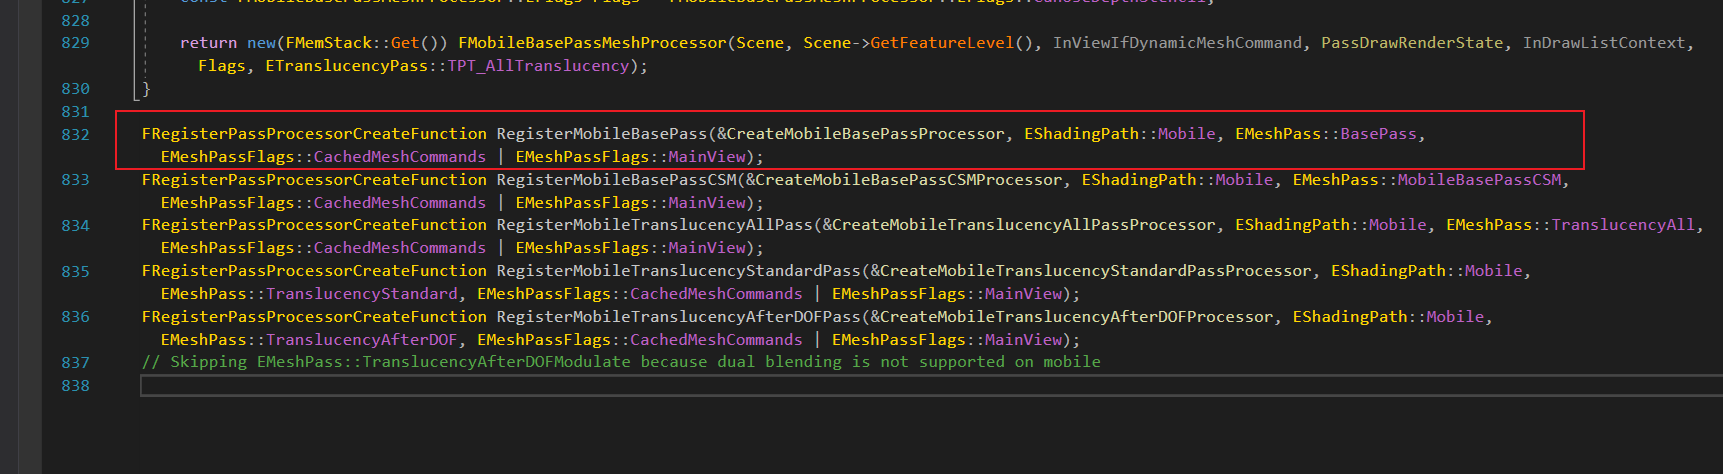 828
829 return new(FMemStack::Get()) FMobileBasePassMeshProcessor(Scene, Scene->GetFeatureLevel(), InViewIfDynamicMeshCommand, PassDrawRenderState, InDrawListContext,
Flags, ETranslucencyPass::TPT_AllTranslucency);
830 }
831
832 FRegisterPassProcessorCreateFunction RegisterMobileBasePass(&CreateMobileBasePassProcessor, EShadingPath::Mobile, EMeshPass::BasePass,
EMeshPassFlags::CachedMeshCommands | EMeshPassFlags::MainView);
833 FRegisterPassProcessorCreateFunction RegisterMobileBasePassCSM(&CreateMobileBasePassCSMProcessor, EShadingPath::Mobile, EMeshPass::MobileBasePassCSM,
EMeshPassFlags::CachedMeshCommands | EMeshPassFlags::MainView);
834 FRegisterPassProcessorCreateFunction RegisterMobileTranslucencyAllPass(&CreateMobileTranslucencyAllPassProcessor, EShadingPath::Mobile, EMeshPass::TranslucencyAll,
EMeshPassFlags::CachedMeshCommands | EMeshPassFlags::MainView);
835 FRegisterPassProcessorCreateFunction RegisterMobileTranslucencyStandardPass(&CreateMobileTranslucencyStandardPassProcessor, EShadingPath::Mobile,
EMeshPass::TranslucencyStandard, EMeshPassFlags::CachedMeshCommands | EMeshPassFlags::MainView);
836 FRegisterPassProcessorCreateFunction RegisterMobileTranslucencyAfterDOFPass(&CreateMobileTranslucencyAfterDOFProcessor, EShadingPath::Mobile,
EMeshPass::TranslucencyAfterDOF, EMeshPassFlags::CachedMeshCommands | EMeshPassFlags::MainView);
837 // Skipping EMeshPass::TranslucencyAfterDOFModulate because dual blending is not supported on mobile
838